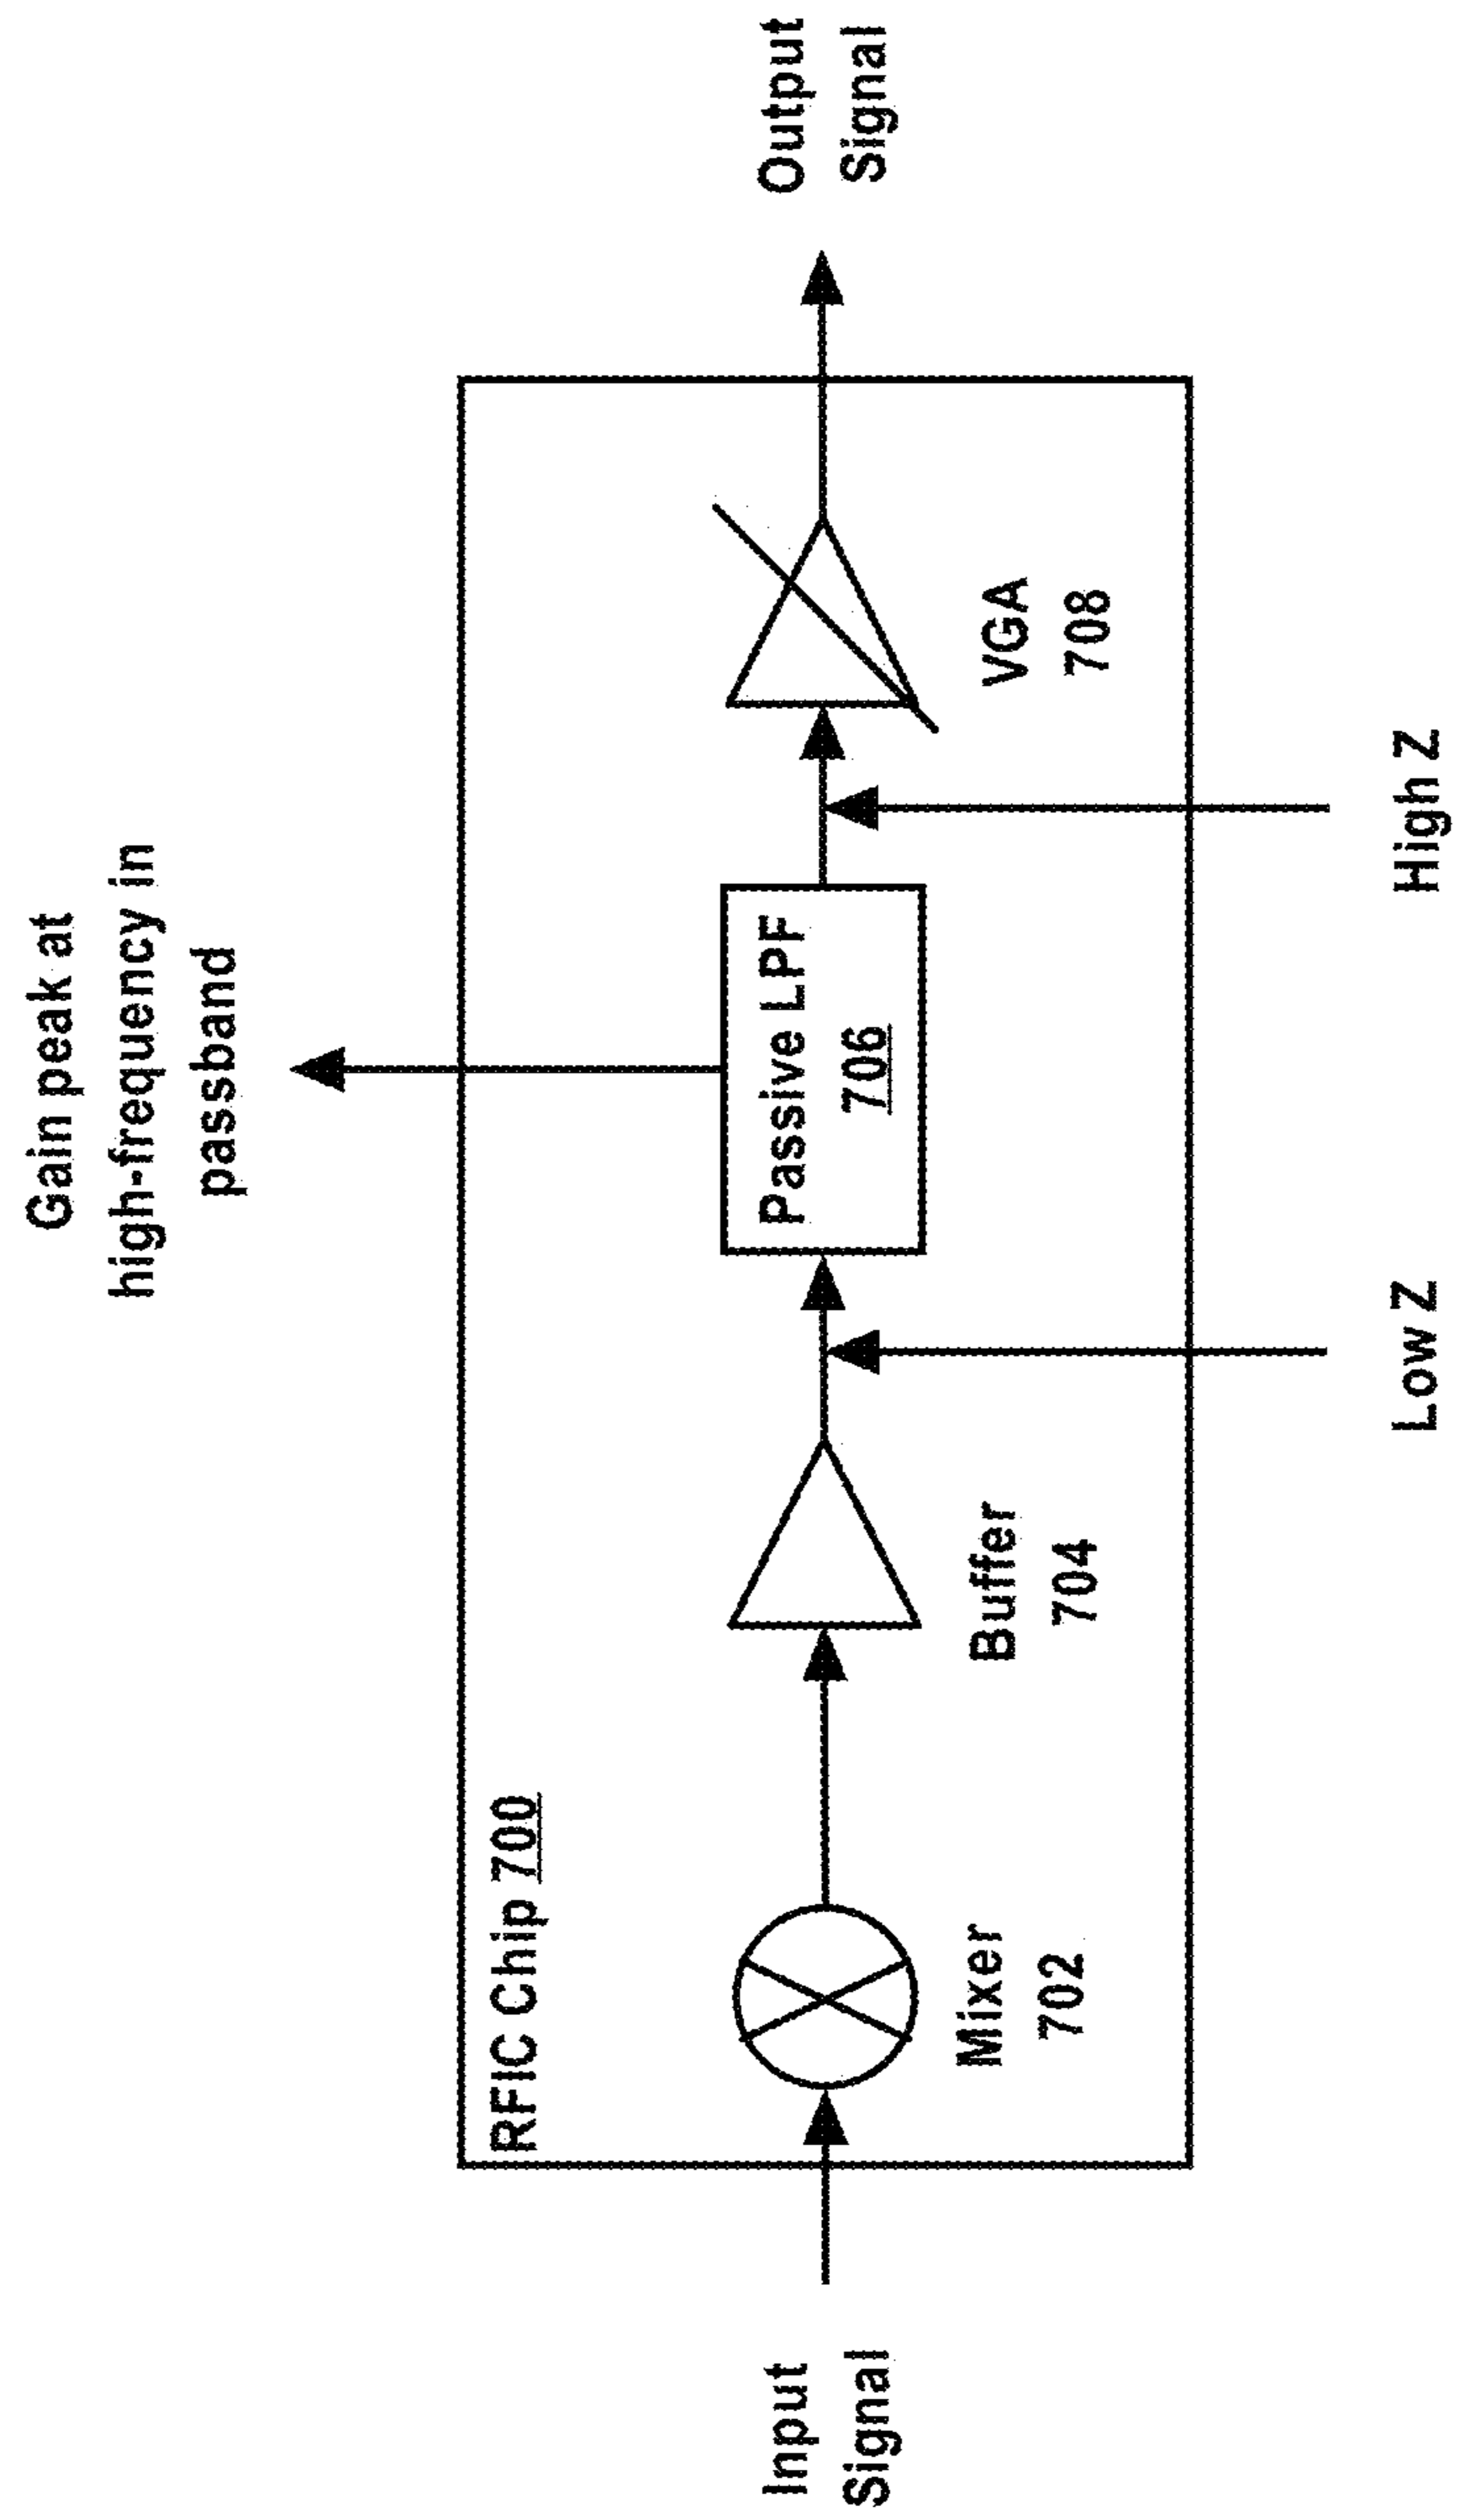 Gain peak at
high-frequency in
passband
RFIC Chip 700
Input
Signal
Mixer
702
Buffer
704
Passive LPF
706
VGA
708
Output
Signal
Low Z
High Z